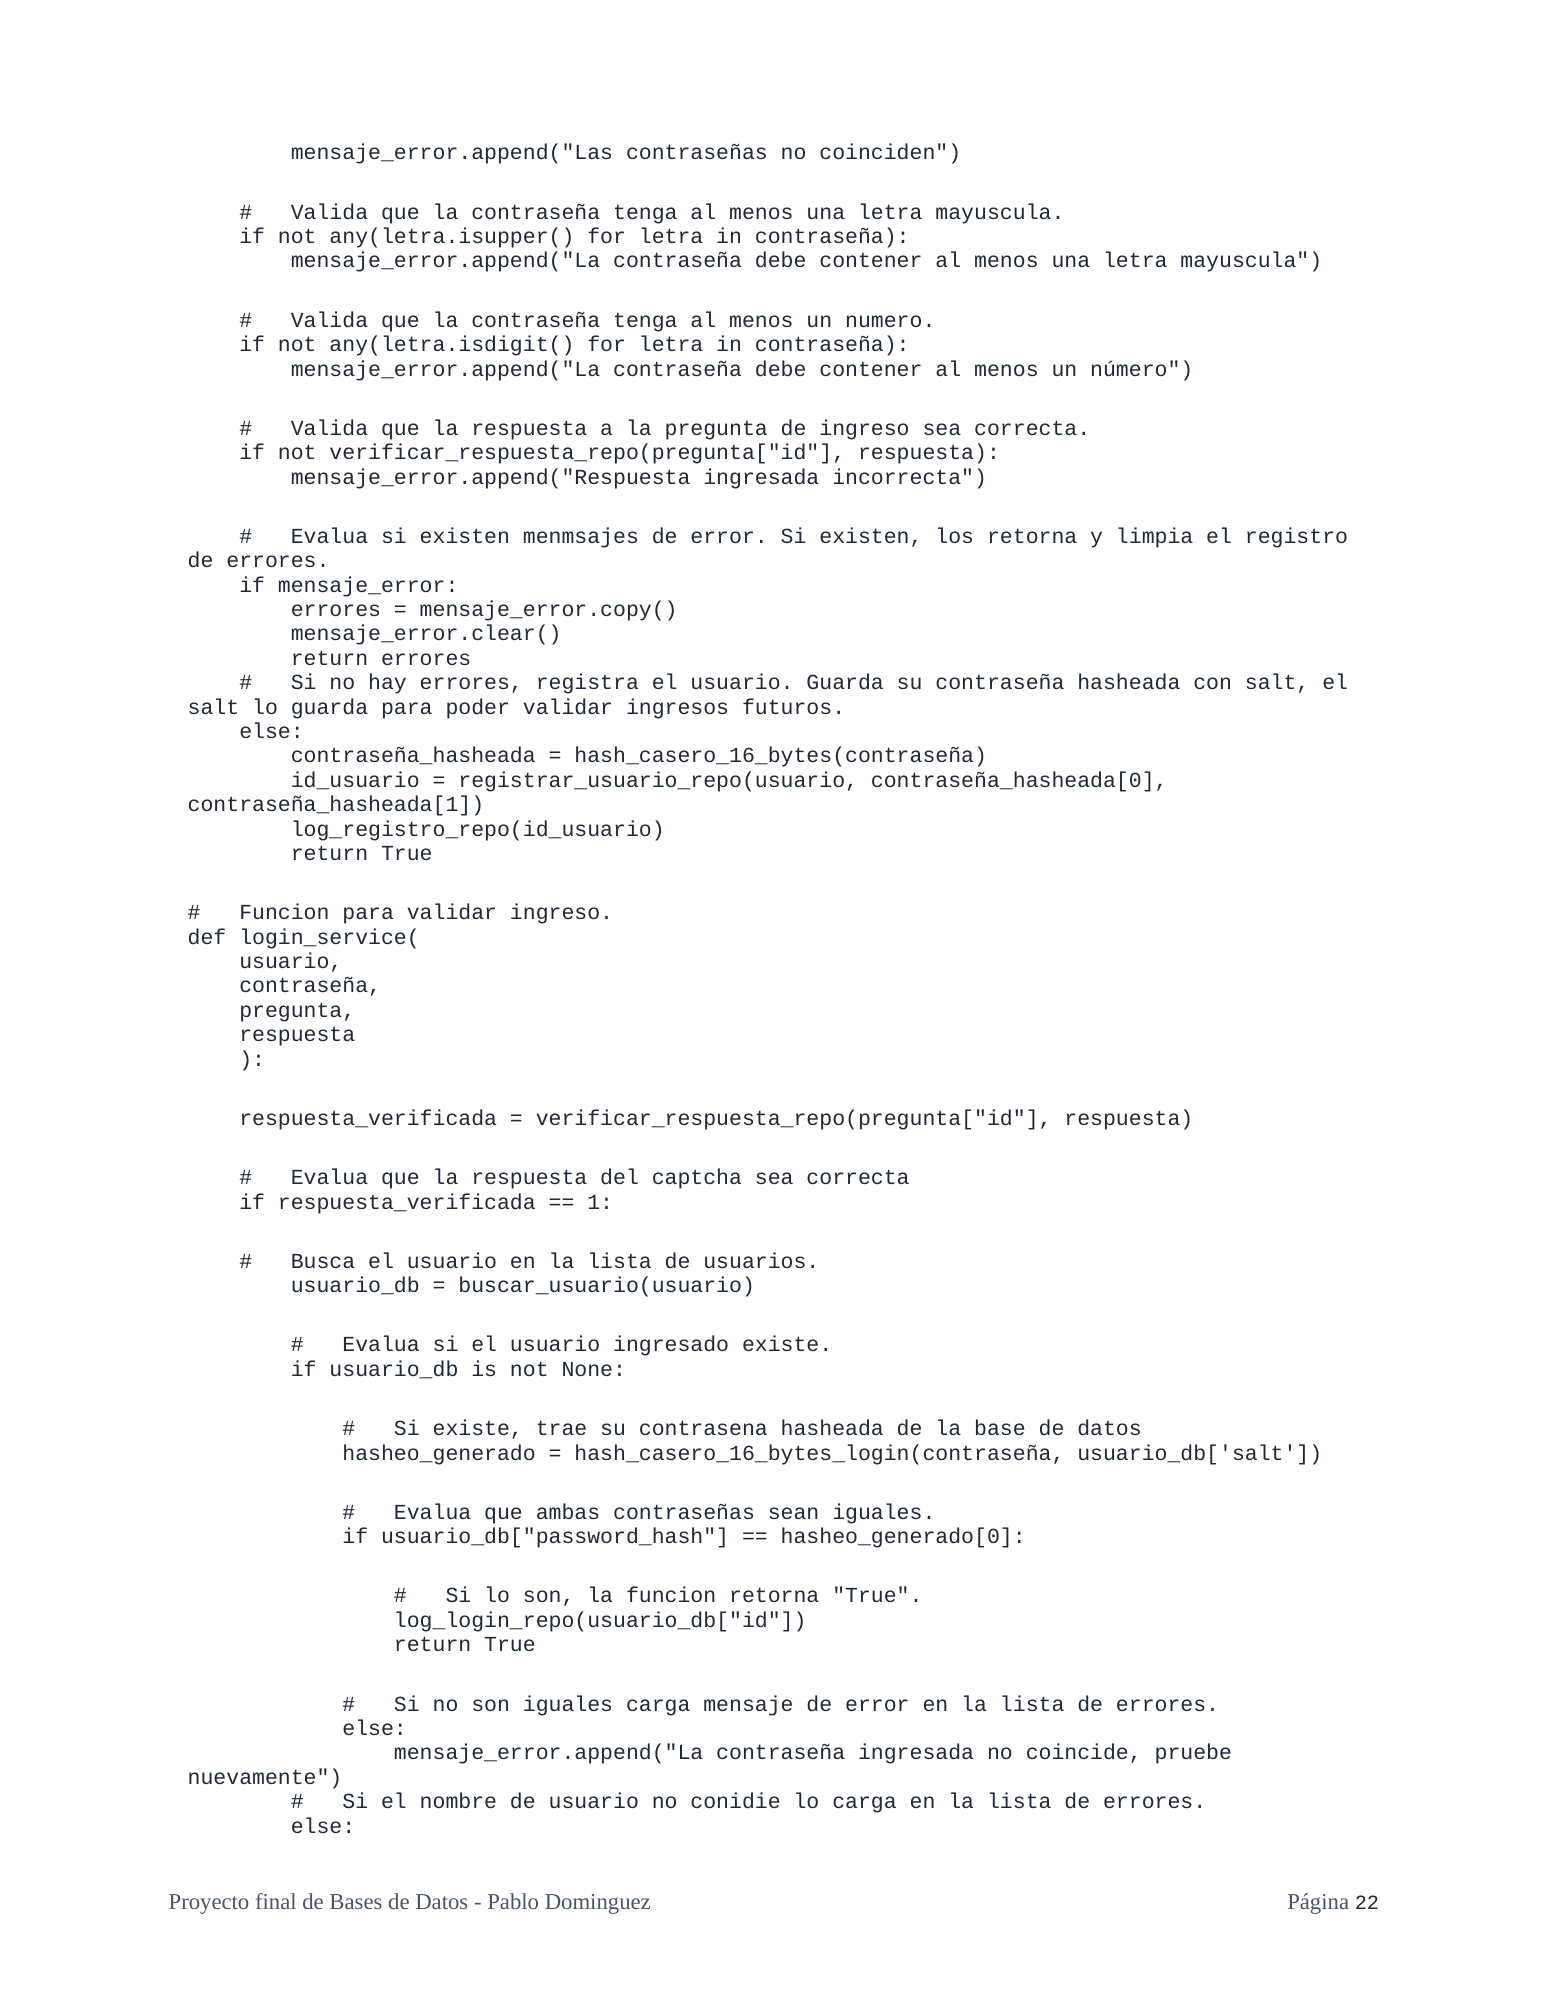 mensaje_error.append("Las contraseñas no coinciden")
#   Valida que la contraseña tenga al menos una letra mayuscula.
if not any(letra.isupper() for letra in contraseña):
mensaje_error.append("La contraseña debe contener al menos una letra mayuscula")
#   Valida que la contraseña tenga al menos un numero.
if not any(letra.isdigit() for letra in contraseña):
mensaje_error.append("La contraseña debe contener al menos un número")
#   Valida que la respuesta a la pregunta de ingreso sea correcta.
if not verificar_respuesta_repo(pregunta["id"], respuesta):
mensaje_error.append("Respuesta ingresada incorrecta")
#   Evalua si existen menmsajes de error. Si existen, los retorna y limpia el registro
de errores.
if mensaje_error:
errores = mensaje_error.copy()
mensaje_error.clear()
return errores
#   Si no hay errores, registra el usuario. Guarda su contraseña hasheada con salt, el
salt lo guarda para poder validar ingresos futuros.
else:
contraseña_hasheada = hash_casero_16_bytes(contraseña)
id_usuario = registrar_usuario_repo(usuario, contraseña_hasheada[0],
contraseña_hasheada[1])
log_registro_repo(id_usuario)
return True
#   Funcion para validar ingreso.
def login_service(
usuario,
contraseña,
pregunta,
respuesta
):
respuesta_verificada = verificar_respuesta_repo(pregunta["id"], respuesta)
#   Evalua que la respuesta del captcha sea correcta
if respuesta_verificada == 1:
#   Busca el usuario en la lista de usuarios.
usuario_db = buscar_usuario(usuario)
#   Evalua si el usuario ingresado existe.
if usuario_db is not None:
#   Si existe, trae su contrasena hasheada de la base de datos
hasheo_generado = hash_casero_16_bytes_login(contraseña, usuario_db['salt'])
#   Evalua que ambas contraseñas sean iguales.
if usuario_db["password_hash"] == hasheo_generado[0]:
#   Si lo son, la funcion retorna "True".
log_login_repo(usuario_db["id"])
return True
#   Si no son iguales carga mensaje de error en la lista de errores.
else:
mensaje_error.append("La contraseña ingresada no coincide, pruebe
nuevamente")
#   Si el nombre de usuario no conidie lo carga en la lista de errores.
else:
Proyecto final de Bases de Datos - Pablo Dominguez Página 22